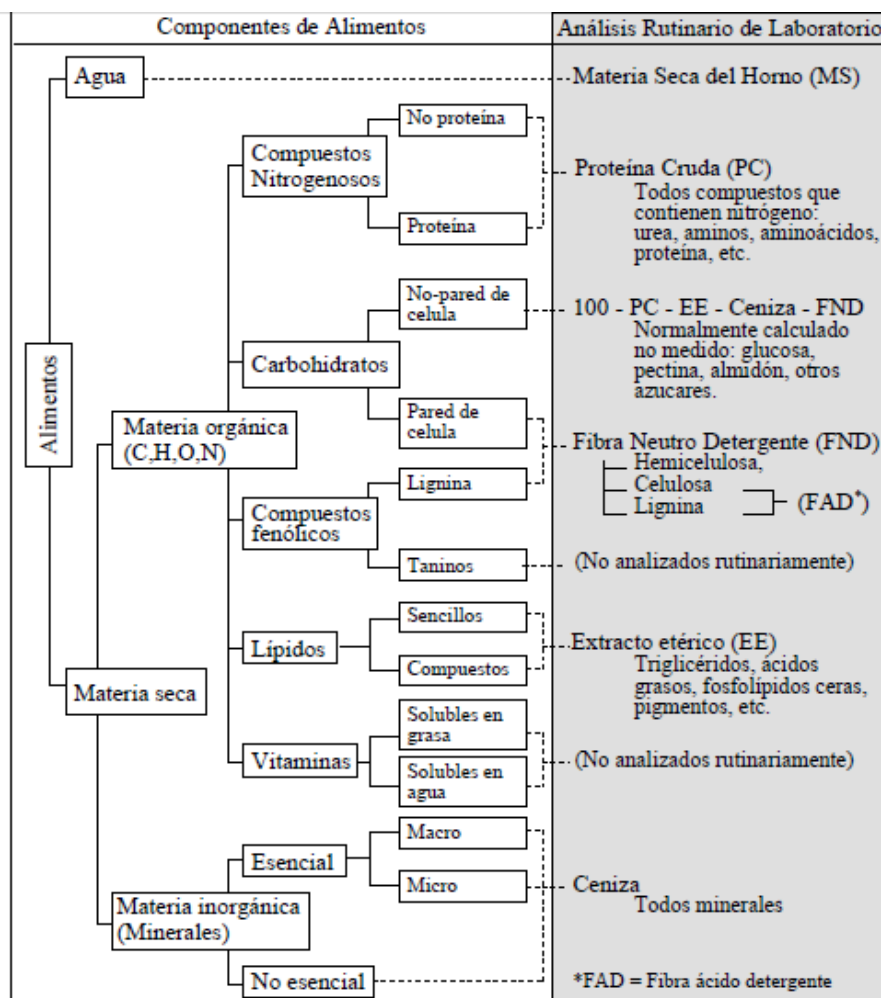 Componentes de Alimentos
Análisis Rutinario de Laboratorio
Alimentos
Agua
Materia Seca del Horno (MS)
Materia seca
Materia orgánica
(C,H,O,N)
Compuestos
Nitrogenosos
No proteína
Proteína
Proteína Cruda (PC)
Todos compuestos que
contienen nitrógeno:
urea, aminos, aminoácidos,
proteína, etc.
Carbohidratos
No-pared de
celula
100 - PC - EE - Ceniza - FND
Normalmente calculado
no medido: glucosa,
pectina, almidón, otros
azucares.
Pared de
celula
Fibra Neutro Detergente (FND)
Hemicelulosa,
Celulosa
Lignina
(FAD*)
Compuestos
fenólicos
Lignina
Taninos
(No analizados rutinariamente)
Lípidos
Sencillos
Compuestos
Extracto etérico (EE)
Triglicéridos, ácidos
grasos, fosfolípidos ceras,
pigmentos, etc.
Vitaminas
Solubles en
grasa
Solubles en
agua
(No analizados rutinariamente)
Materia inorgánica
(Minerales)
Esencial
Macro
Micro
Ceniza
Todos minerales
No esencial
*FAD = Fibra ácido detergente